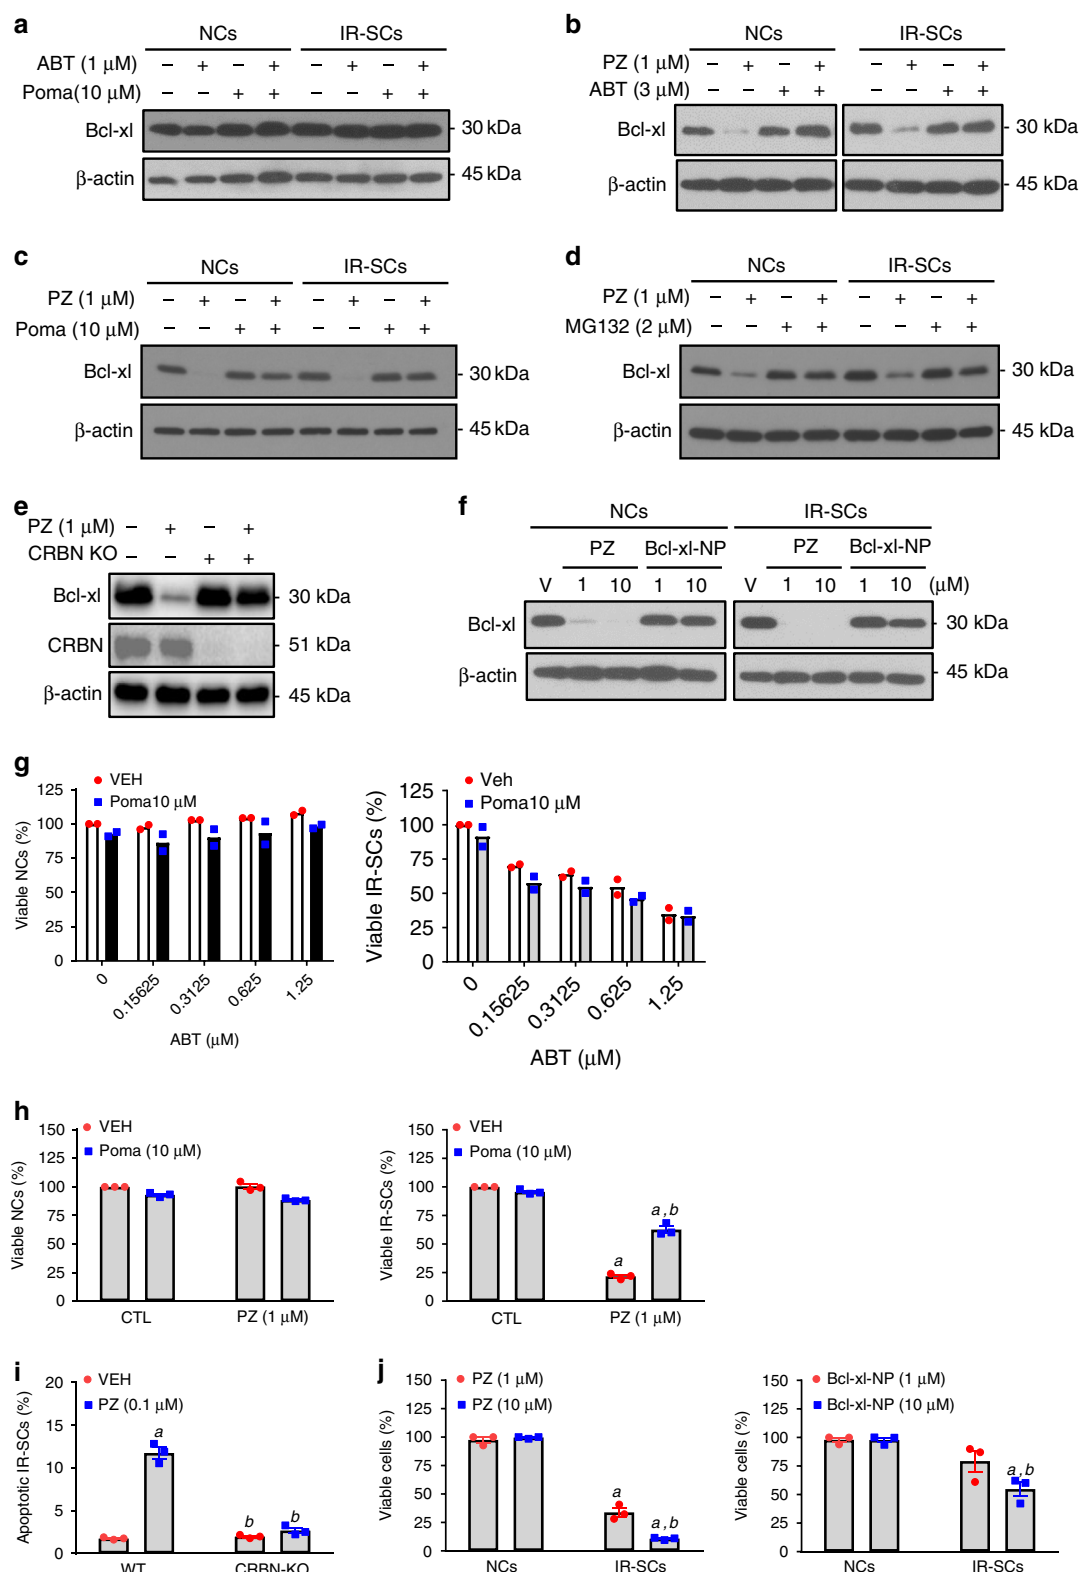 a
NCs
IR-SCs
ABT (1 μM) – + – + – + – +
Poma(10 μM) – – + + – – + +
Bcl-xl
30 kDa
β-actin
45 kDa
b
NCs
IR-SCs
PZ (1 μM) – + – + – + – +
ABT (3 μM) – – + + – – + +
Bcl-xl
30 kDa
β-actin
45 kDa
c
NCs
IR-SCs
PZ (1 μM) – + – + – + – +
Poma (10 μM) – – + + – – + +
Bcl-xl
30 kDa
β-actin
45 kDa
d
NCs
IR-SCs
PZ (1 μM) – + – + – + – +
MG132 (2 μM) – – + + – – + +
Bcl-xl
30 kDa
β-actin
45 kDa
e
PZ (1 μM) – + – +
CRBN KO – – + +
Bcl-xl
30 kDa
CRBN
51 kDa
β-actin
45 kDa
f
NCs
IR-SCs
PZ Bcl-xl-NP PZ Bcl-xl-NP
V 1 10 1 10 V 1 10 1 10 (μM)
Bcl-xl
30 kDa
β-actin
45 kDa
g
VEH
Poma10 μM
Viable NCs (%)
125
100
75
50
25
0
0 0.15625 0.3125 0.625 1.25
ABT (μM)
Veh
Poma10 μM
Viable IR-SCs (%)
125
100
75
50
25
0
0 0.15625 0.3125 0.625 1.25
ABT (μM)
h
VEH
Poma (10 μM)
Viable NCs (%)
150
125
100
75
50
25
0
CTL PZ (1 μM)
VEH
Poma (10 μM)
Viable IR-SCs (%)
150
125
100
75
50
25
0
a
a,b
CTL PZ (1 μM)
i
VEH
PZ (0.1 μM)
Apoptotic IR-SCs (%)
20
15
10
5
0
a
b
b
WT CRBN-KO
j
PZ (1 μM)
PZ (10 μM)
Viable cells (%)
150
125
100
75
50
25
0
a
a,b
NCs IR-SCs
Bcl-xl-NP (1 μM)
Bcl-xl-NP (10 μM)
Viable cells (%)
150
125
100
75
50
25
0
a,b
NCs IR-SCs